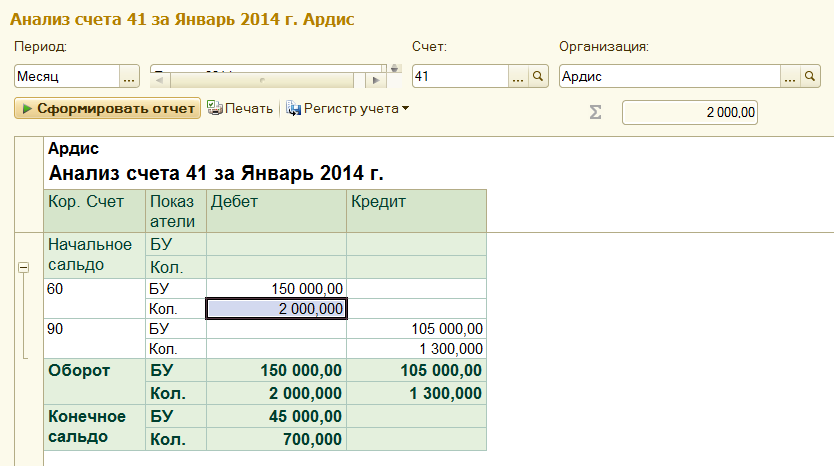 Анализ счета 41 за Январь 2014 г. Ардис
Период: Счет: Организация:
Месяц ... 41 ... Ардис ...
Сформировать отчет Печать Регистр учета Σ 2 000,00
Ардис
Анализ счета 41 за Январь 2014 г.
Кор. Счет Показ Дебет Кредит
атели
Начальное БУ
сальдо Кол.
60 БУ 150 000,00
Кол. 2 000,000
90 БУ 105 000,00
Кол. 1 300,000
Оборот БУ 150 000,00 105 000,00
Кол. 2 000,000 1 300,000
Конечное БУ 45 000,00
сальдо Кол. 700,000